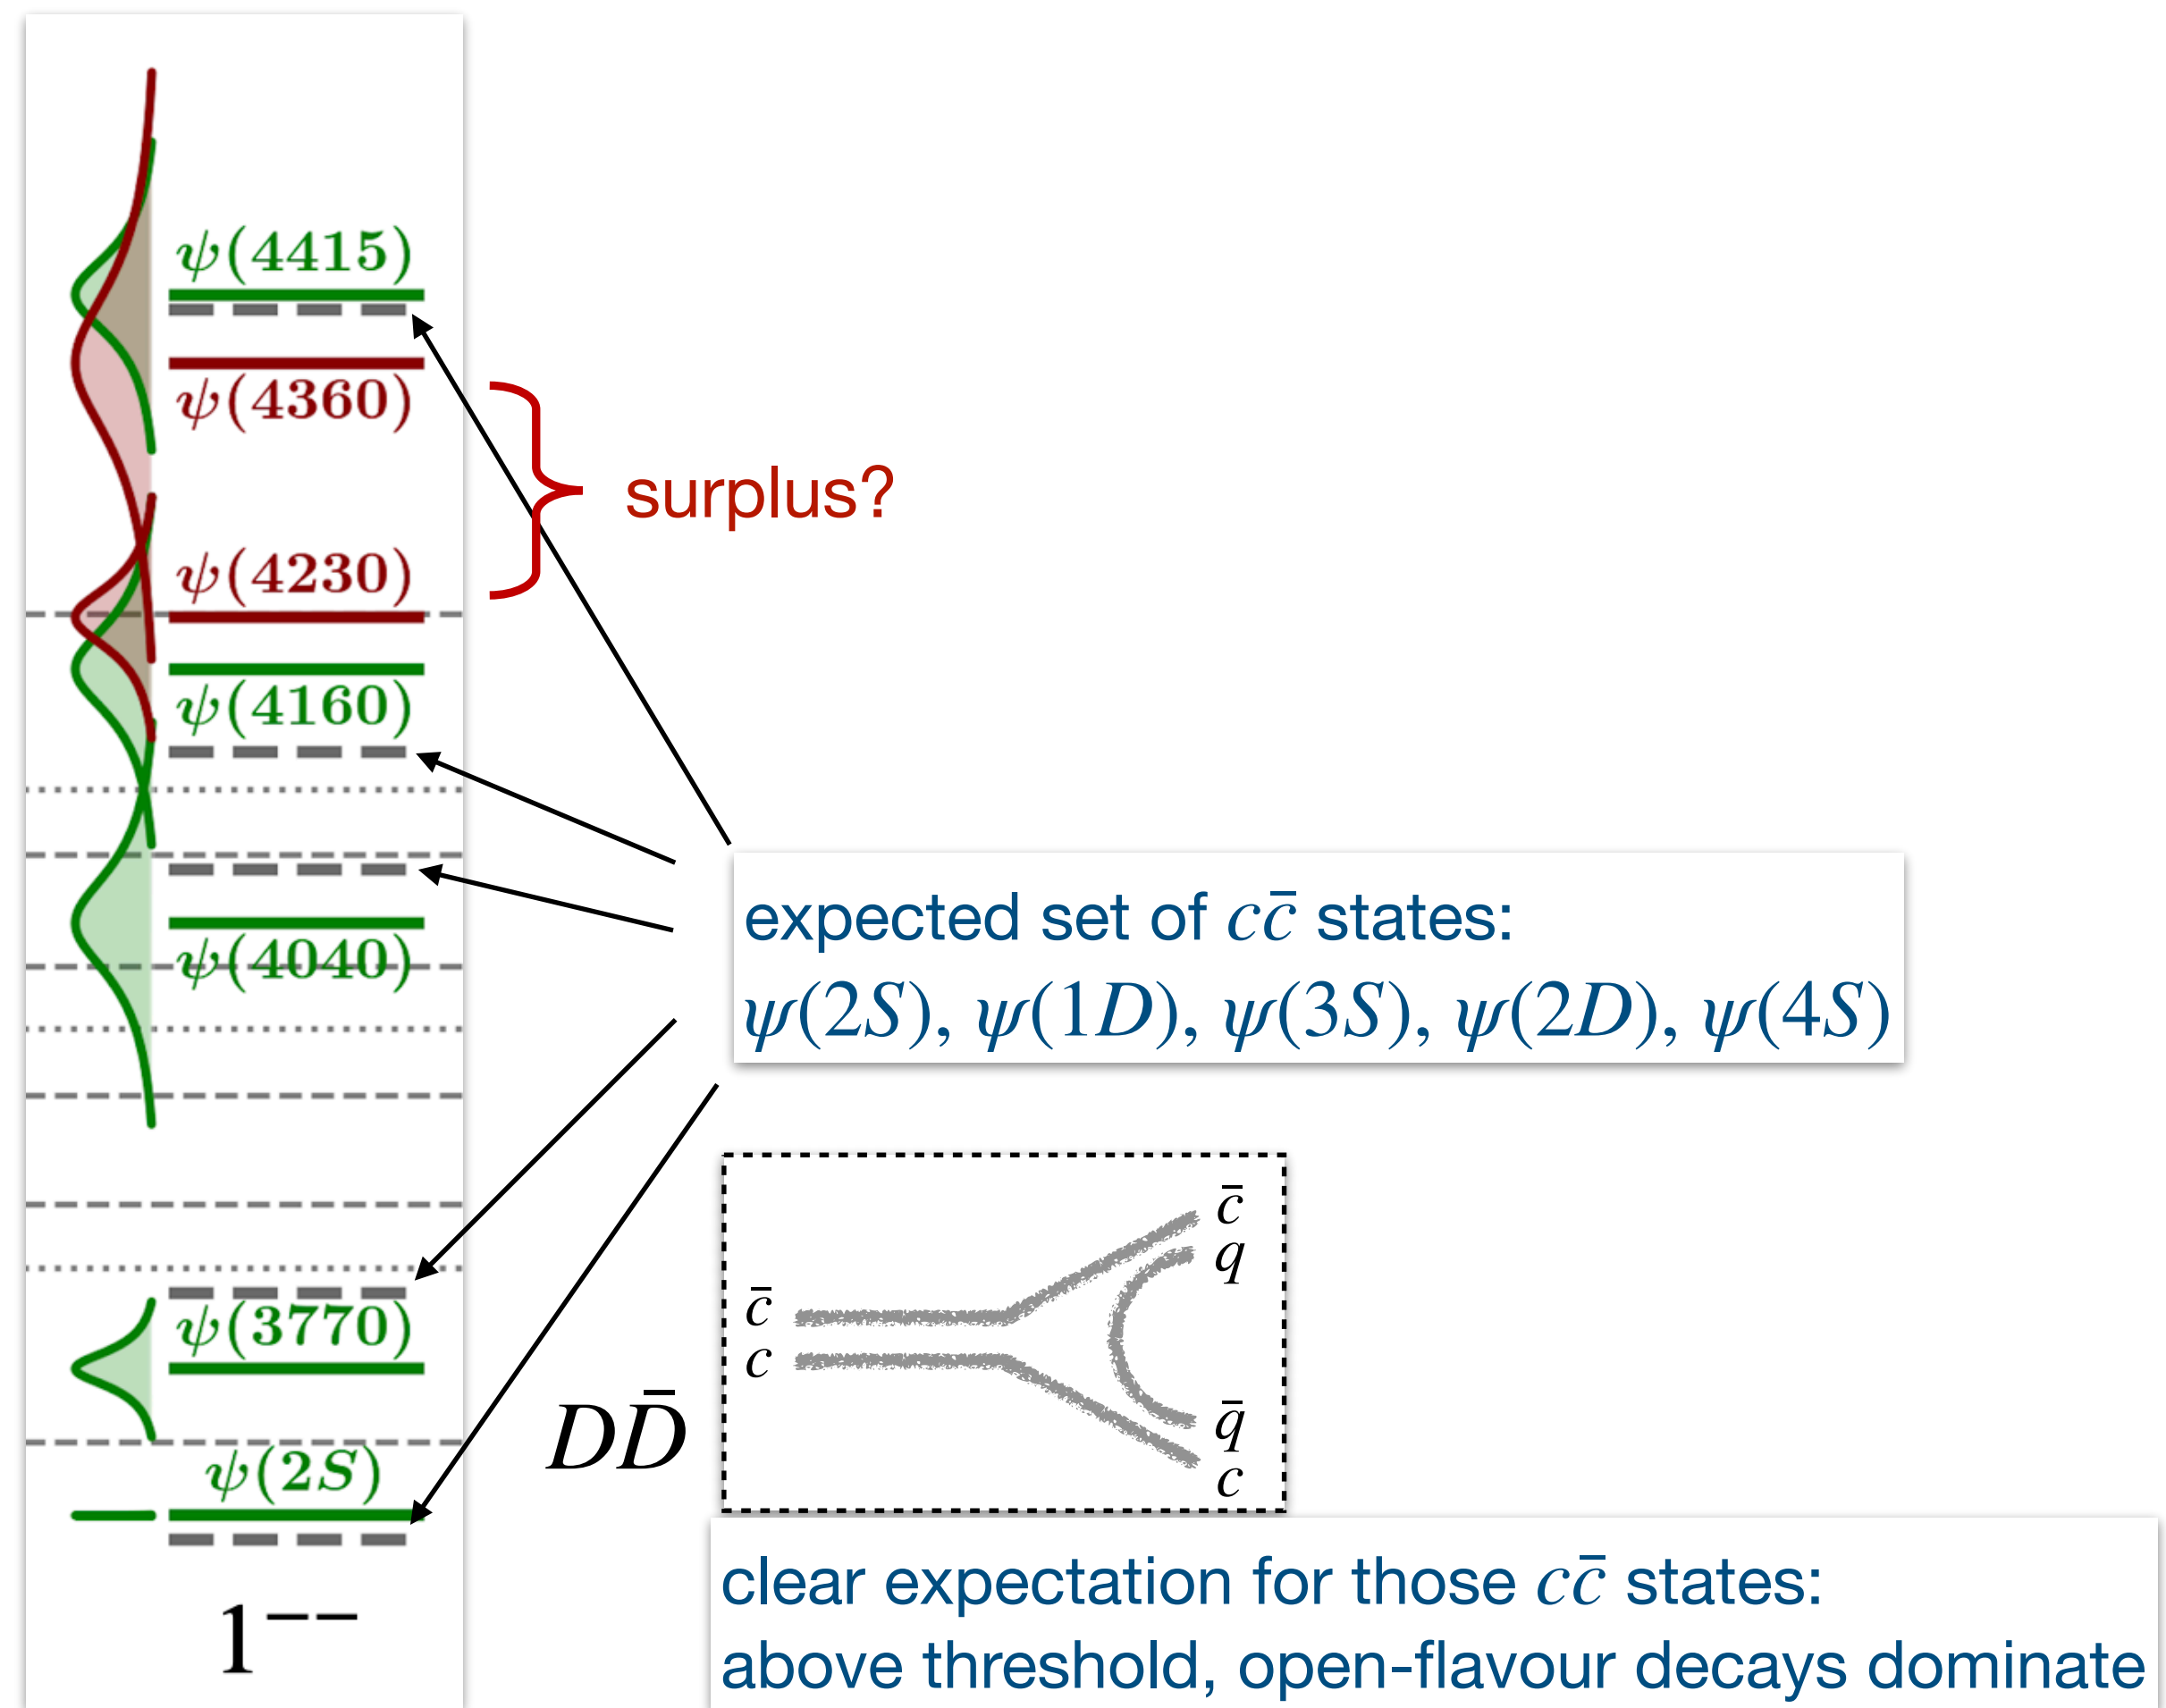 ψ(4415)
ψ(4360)
surplus?
ψ(4230)
ψ(4160)
ψ(4040)
expected set of cc̄ states:
ψ(2S), ψ(1D), ψ(3S), ψ(2D), ψ(4S)
c̄
q
c̄
c
ψ(3770)
DD̄
q̄
c
ψ(2S)
1⁻⁻
clear expectation for those cc̄ states:
above threshold, open-flavour decays dominate